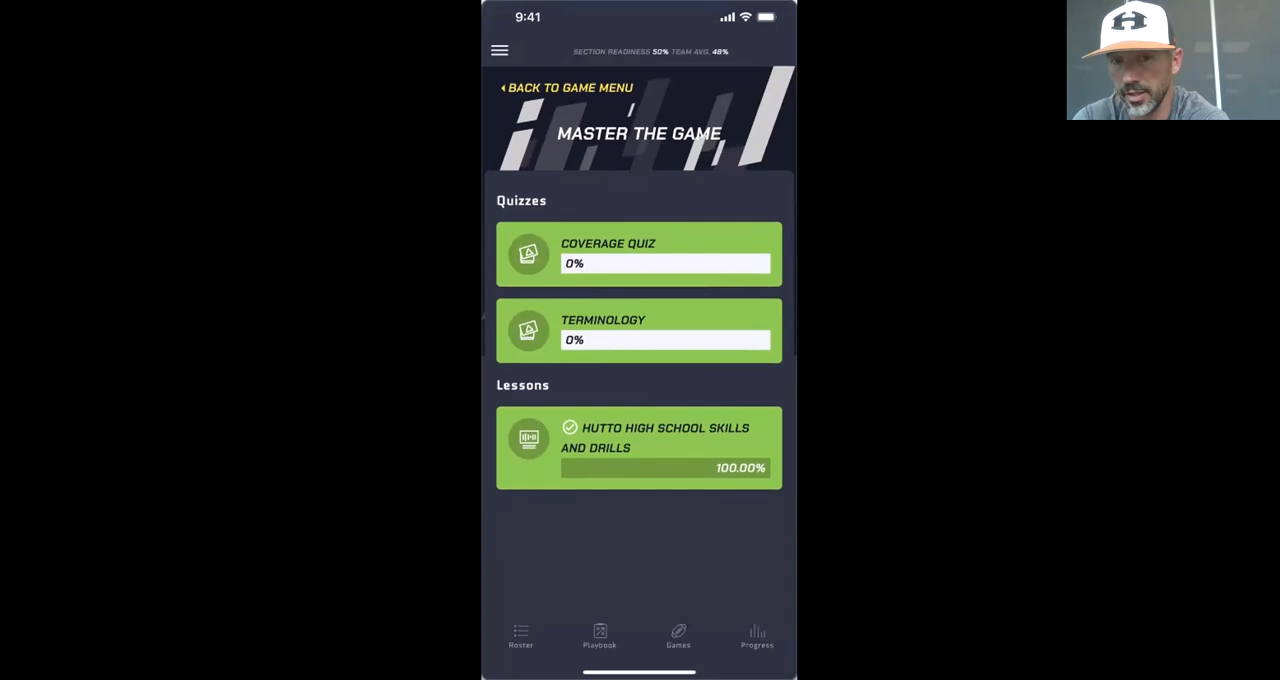 9:41
SECTION READINESS 50% TEAM AVG. 48%
BACK TO GAME MENU
MASTER THE GAME
Quizzes
COVERAGE QUIZ
0%
TERMINOLOGY
0%
Lessons
HUTTO HIGH SCHOOL SKILLS
AND DRILLS
100.00%
Roster
Playbook
Games
Progress
H